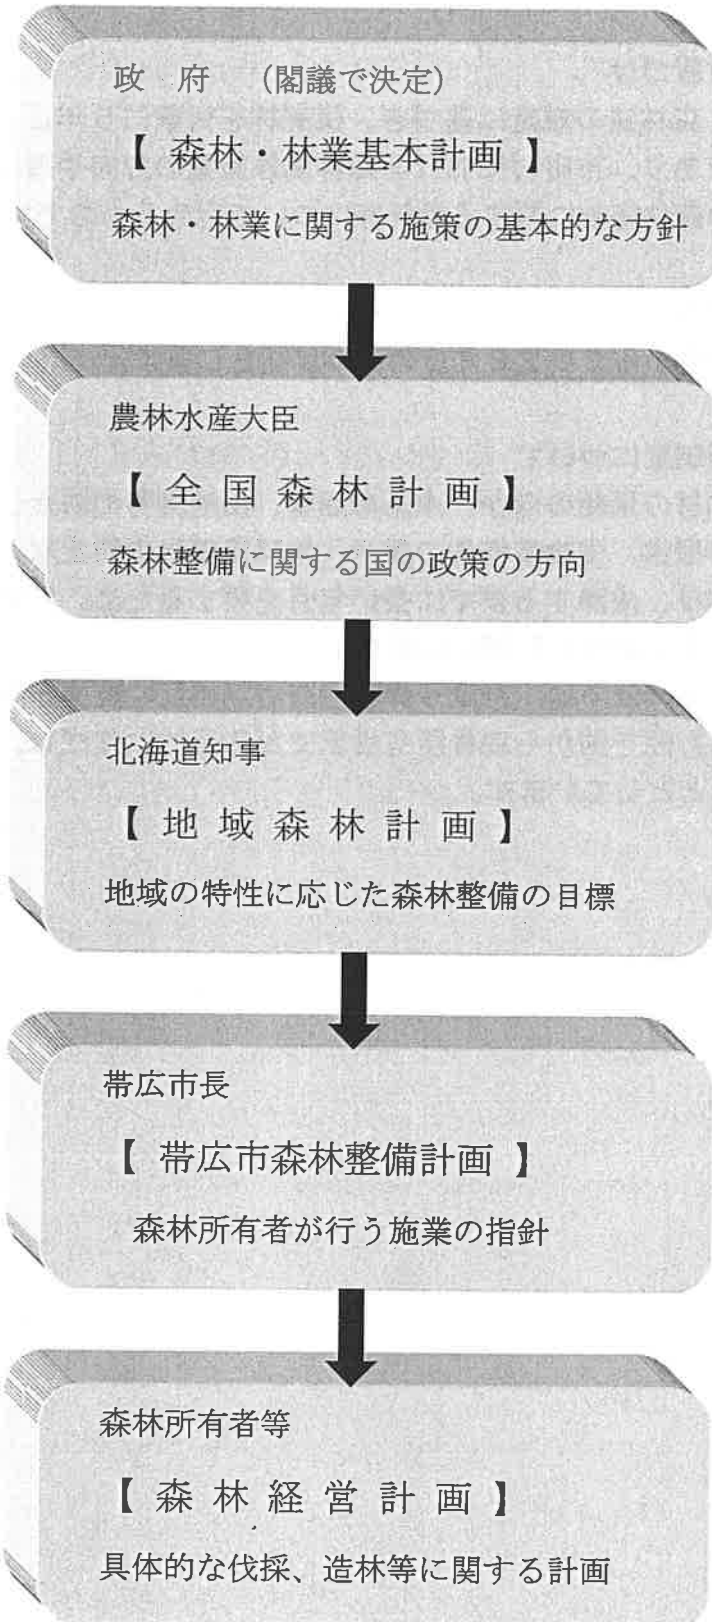 政　府　（閣議で決定）
【 森林・林業基本計画 】
森林・林業に関する施策の基本的な方針
農林水産大臣
【 全 国 森 林 計 画 】
森林整備に関する国の政策の方向
北海道知事
【 地 域 森 林 計 画 】
地域の特性に応じた森林整備の目標
帯広市長
【 帯広市森林整備計画 】
森林所有者が行う施業の指針
森林所有者等
【 森 林 経 営 計 画 】
具体的な伐採、造林等に関する計画